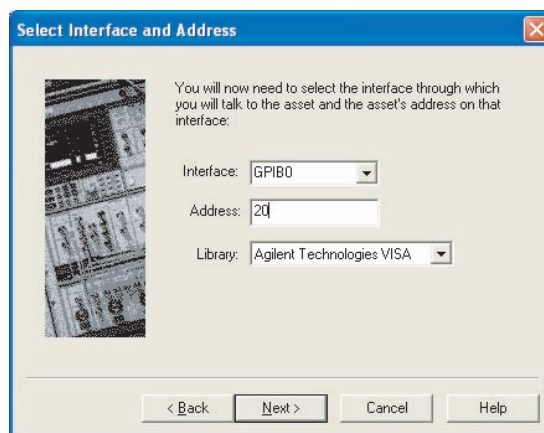 Select Interface and Address
You will now need to select the interface through which
you will talk to the asset and the asset's address on that
interface:
Interface: GPIB0
Address: 20
Library: Agilent Technologies VISA
< Back Next > Cancel Help